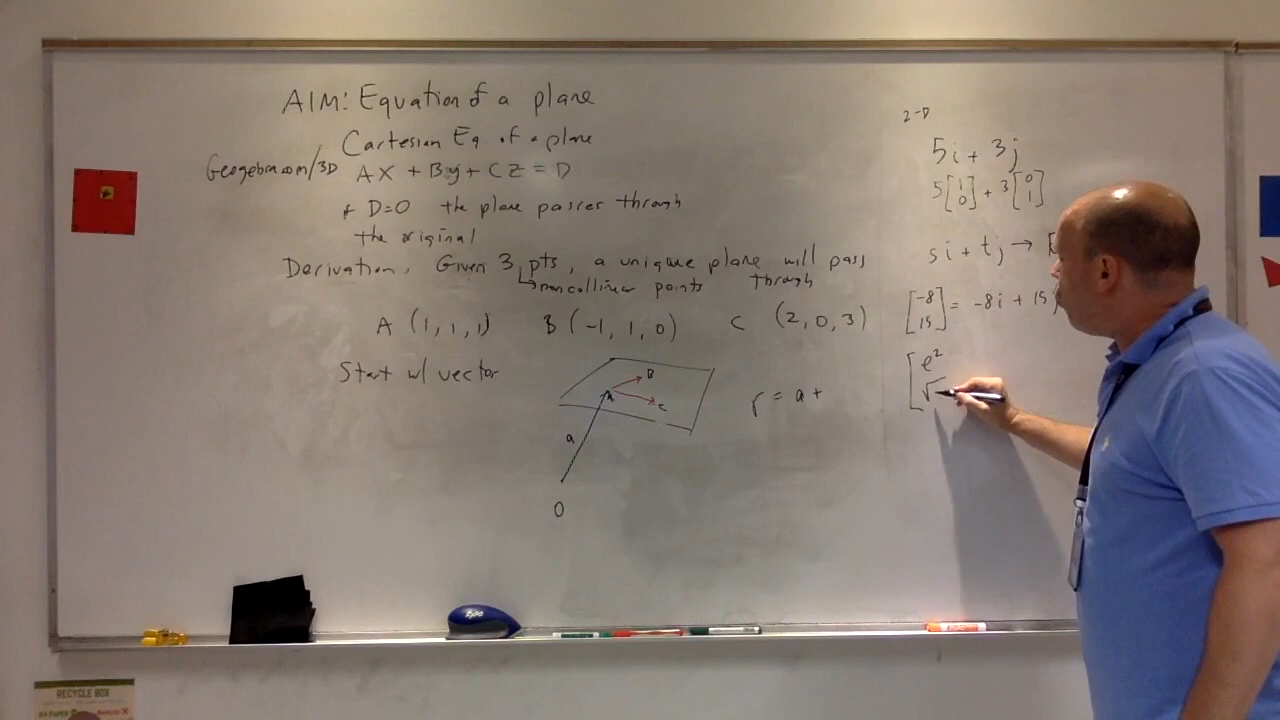 AIM: Equation of a plane
Cartesian Eq of a plane
Geogebra.com/3D AX + By + CZ = D
+ D=0 the plane passes through
the original
Derivation, Given 3 pts, a unique plane will pass
noncollinear points through
A (1, 1, 1) B (-1, 1, 0) C (2, 0, 3)
Start w/ vector
B
A
C
a
O
r = a +
2-D
5i + 3j
5[1 0] + 3[0 1]
si + tj →
[-8 15] = -8i + 15
[e² √
expo
RECYCLE BOX